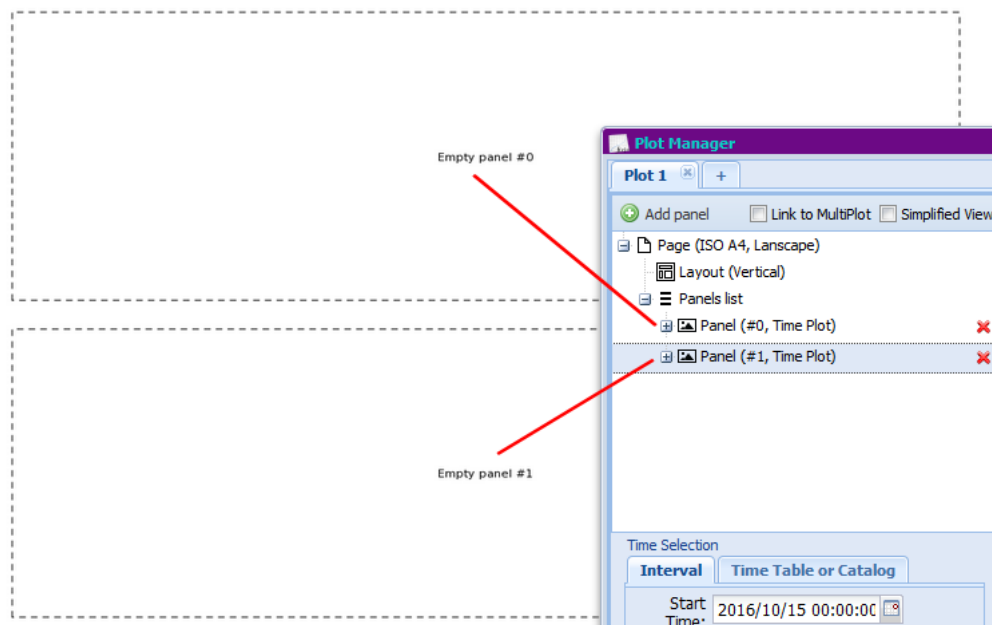 Empty panel #0
Plot Manager
Plot 1 +
Add panel Link to MultiPlot Simplified View
Page (ISO A4, Lanscape)
Layout (Vertical)
Panels list
Panel (#0, Time Plot)
Panel (#1, Time Plot)
Empty panel #1
Time Selection
Interval Time Table or Catalog
Start 2016/10/15 00:00:00
Time: